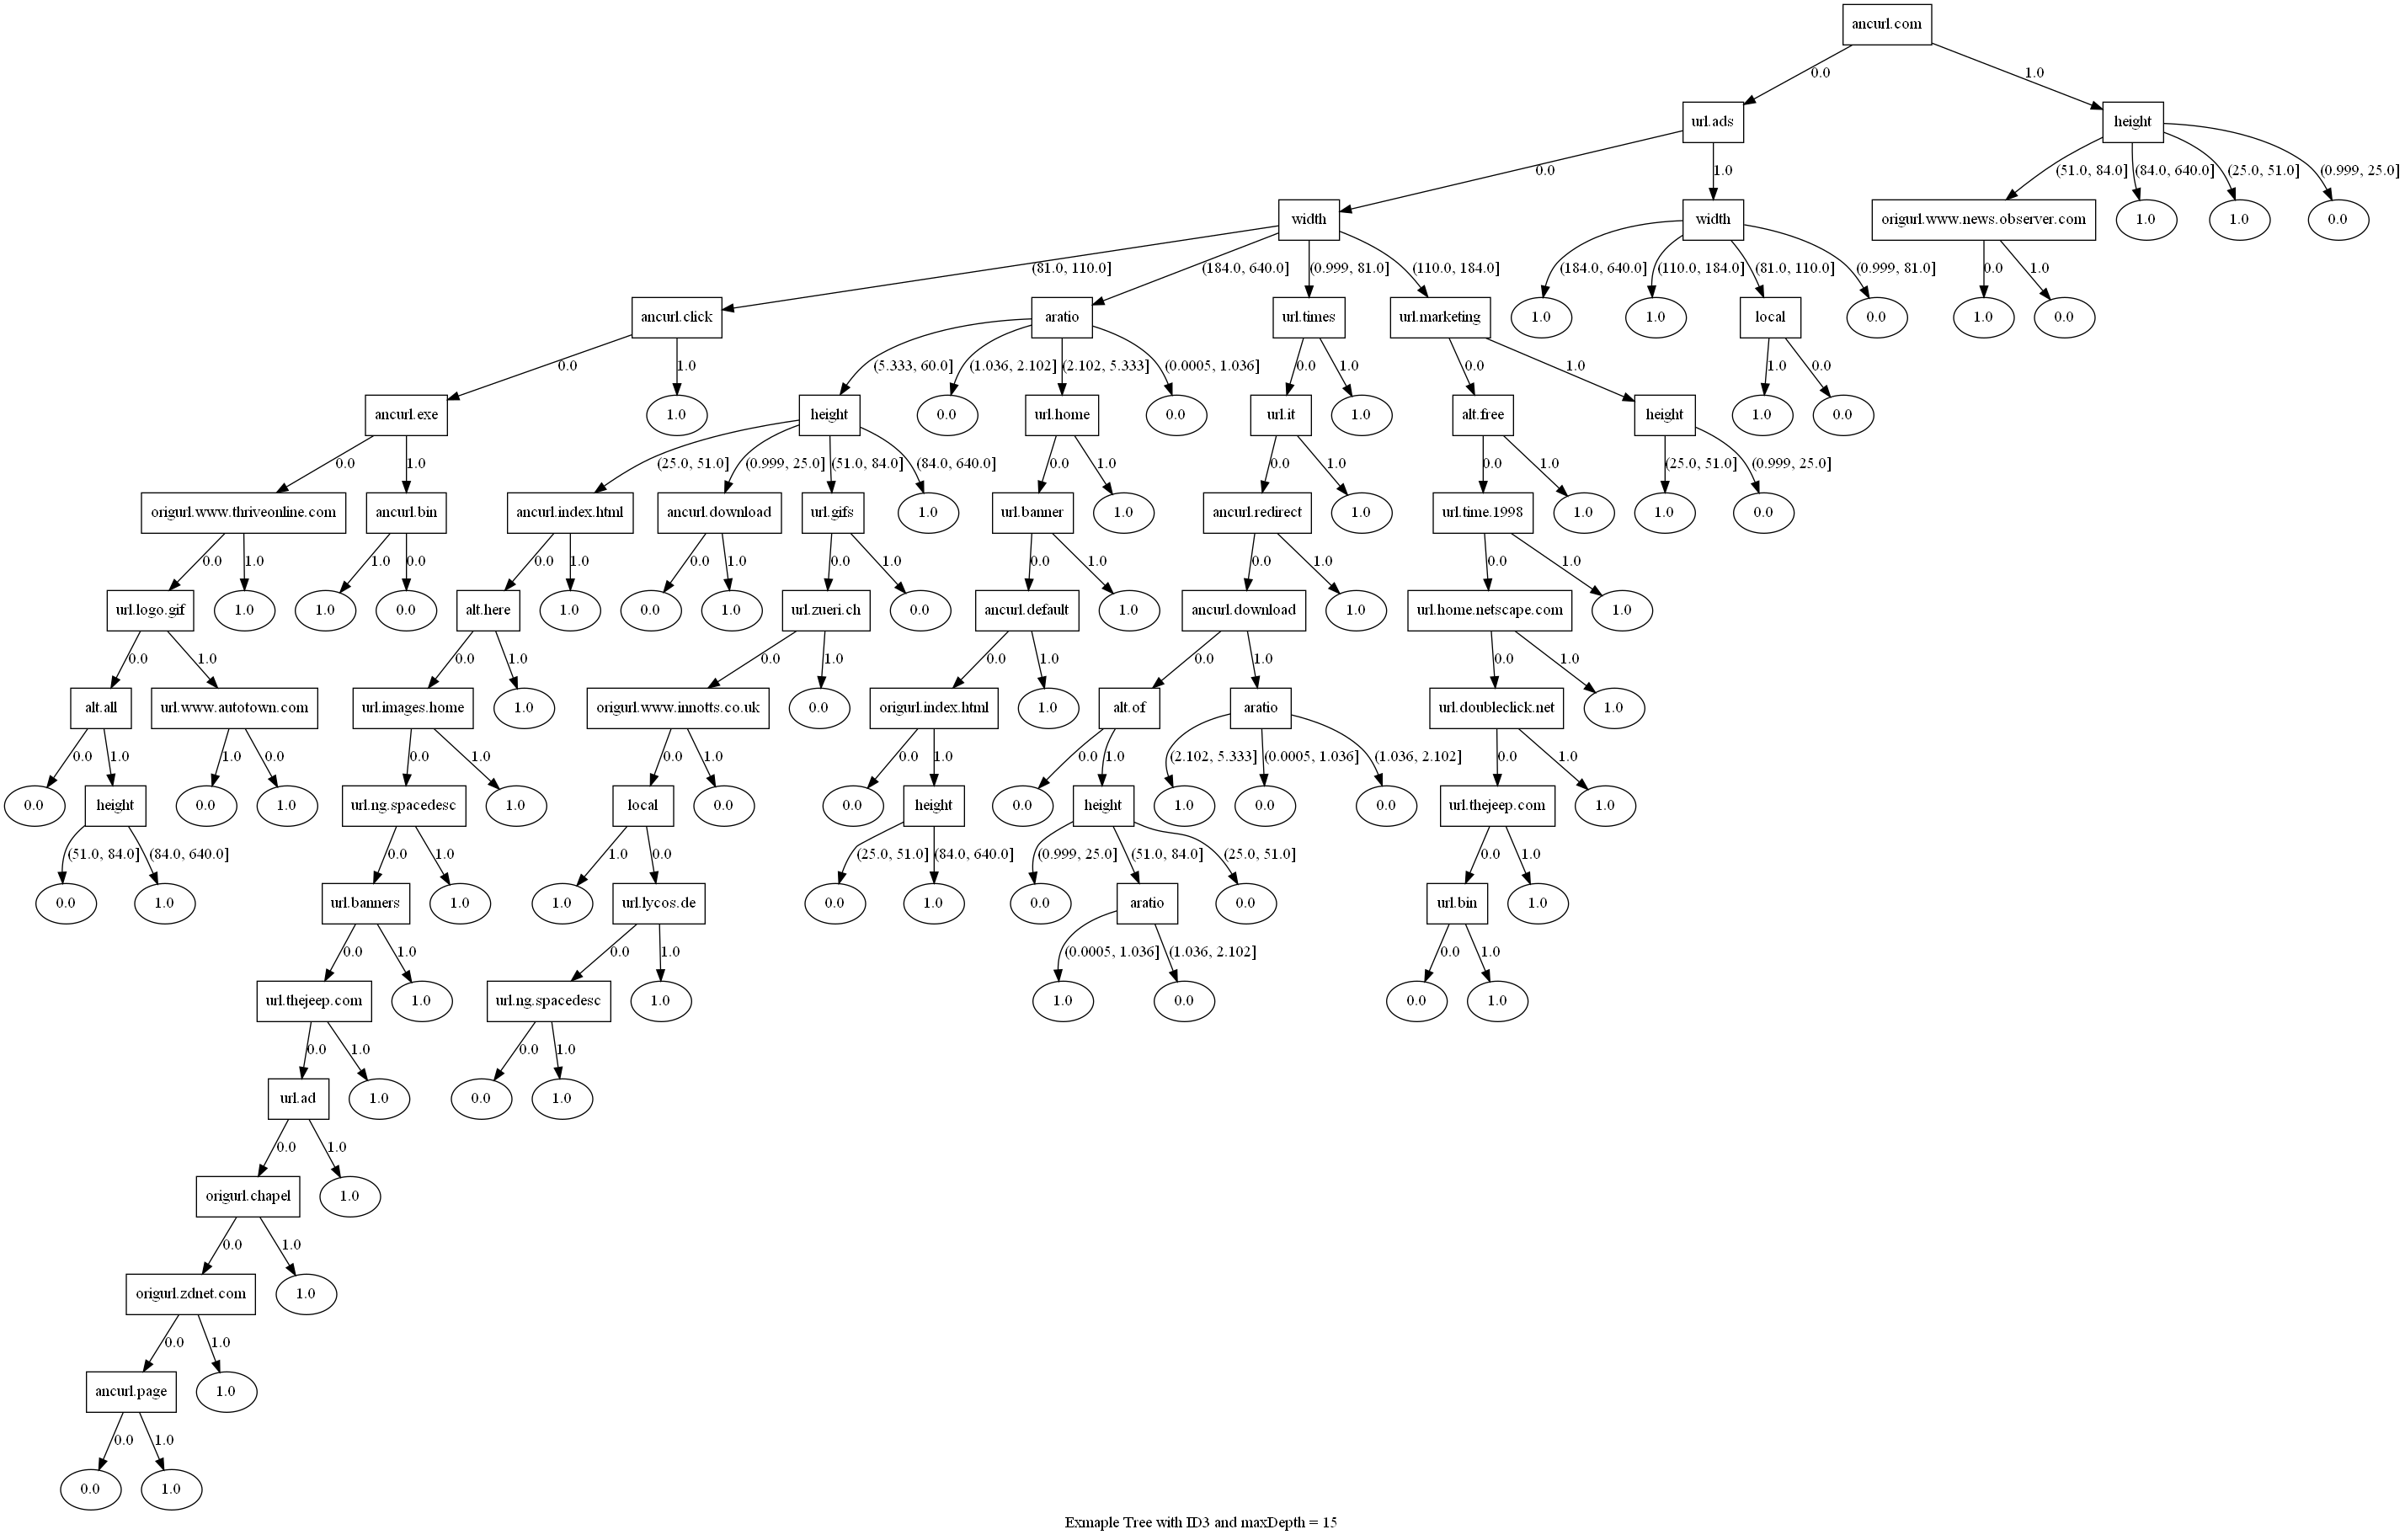 ancurl.com
0.0 1.0
url.ads height
0.0 1.0 (51.0, 84.0] (84.0, 640.0] (25.0, 51.0] (0.999, 25.0]
width width origurl.www.news.observer.com 1.0 1.0 0.0
(81.0, 110.0] (184.0, 640.0] (0.999, 81.0] (110.0, 184.0] (184.0, 640.0] (110.0, 184.0] (81.0, 110.0] (0.999, 81.0] 0.0 1.0
ancurl.click aratio url.times url.marketing 1.0 1.0 local 0.0 1.0 0.0
0.0 1.0 (5.333, 60.0] (1.036, 2.102] (2.102, 5.333] (0.0005, 1.036] 0.0 1.0 0.0 1.0 1.0 0.0
ancurl.exe 1.0 height 0.0 url.home 0.0 url.it 1.0 alt.free height 1.0 0.0
0.0 1.0 (25.0, 51.0] (0.999, 25.0] (51.0, 84.0] (84.0, 640.0] 0.0 1.0 0.0 1.0 0.0 1.0 (25.0, 51.0] (0.999, 25.0]
origurl.www.thriveonline.com ancurl.bin ancurl.index.html ancurl.download url.gifs 1.0 url.banner 1.0 ancurl.redirect 1.0 url.time.1998 1.0 1.0 0.0
0.0 1.0 1.0 0.0 0.0 1.0 0.0 1.0 0.0 1.0 0.0 1.0 0.0 1.0 0.0 1.0
url.logo.gif 1.0 1.0 0.0 alt.here 1.0 0.0 1.0 url.zueri.ch 0.0 ancurl.default 1.0 ancurl.download 1.0 url.home.netscape.com 1.0
0.0 1.0 0.0 1.0 0.0 1.0 0.0 1.0 0.0 1.0 0.0 1.0
alt.all url.www.autotown.com url.images.home 1.0 origurl.www.innotts.co.uk 0.0 origurl.index.html 1.0 alt.of aratio url.doubleclick.net 1.0
0.0 1.0 1.0 0.0 0.0 1.0 0.0 1.0 0.0 1.0 0.0 1.0 (2.102, 5.333] (0.0005, 1.036] (1.036, 2.102] 0.0 1.0
0.0 height 0.0 1.0 url.ng.spacedesc 1.0 local 0.0 0.0 height 0.0 height 1.0 0.0 0.0 url.thejeep.com 1.0
(51.0, 84.0] (84.0, 640.0] 0.0 1.0 1.0 0.0 (25.0, 51.0] (84.0, 640.0] (0.999, 25.0] (51.0, 84.0] (25.0, 51.0] 0.0 1.0
0.0 1.0 url.banners 1.0 1.0 url.lycos.de 0.0 1.0 0.0 aratio 0.0 url.bin 1.0
0.0 1.0 0.0 1.0 (0.0005, 1.036] (1.036, 2.102] 0.0 1.0
url.thejeep.com 1.0 url.ng.spacedesc 1.0 1.0 0.0 0.0 1.0
0.0 1.0 0.0 1.0
url.ad 1.0 0.0 1.0
0.0 1.0
origurl.chapel 1.0
0.0 1.0
origurl.zdnet.com 1.0
0.0 1.0
ancurl.page 1.0
0.0 1.0
0.0 1.0
Exmaple Tree with ID3 and maxDepth = 15